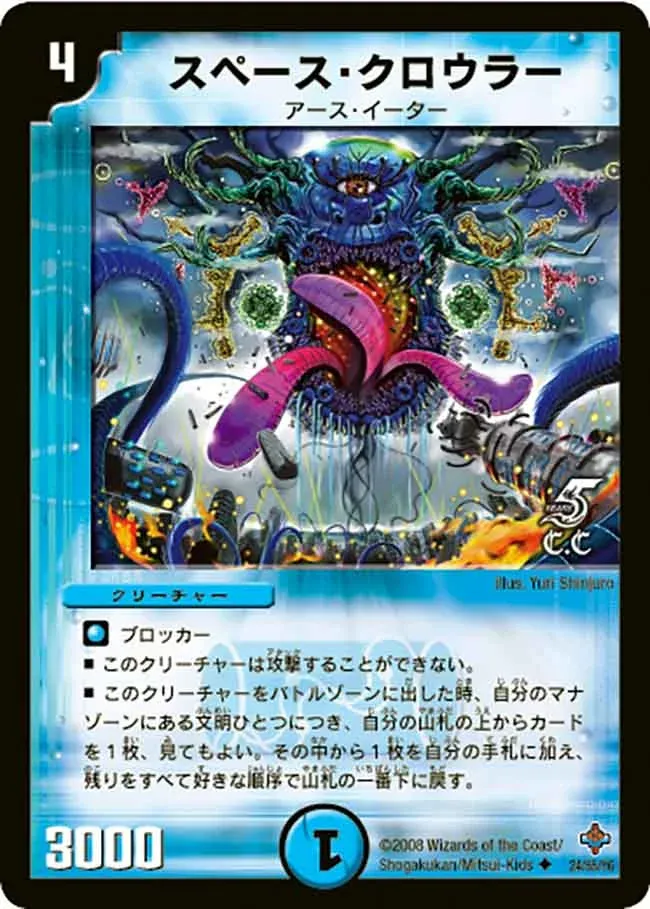 4
スペース・クロウラー
アース・イーター
5
YEARS
C.C
illus. Yuri Shinjuro
クリーチャー
ブロッカー
■ このクリーチャーは攻撃することができない。
■ このクリーチャーをバトルゾーンに出した時、自分のマナ
ゾーンにある文明ひとつにつき、自分の山札の上からカード
を1枚、見てもよい。その中から1枚を自分の手札に加え、
残りをすべて好きな順序で山札の一番下に戻す。
3000
1
©2008 Wizards of the Coast/
Shogakukan/Mitsui-Kids ◆
24/55/Y6